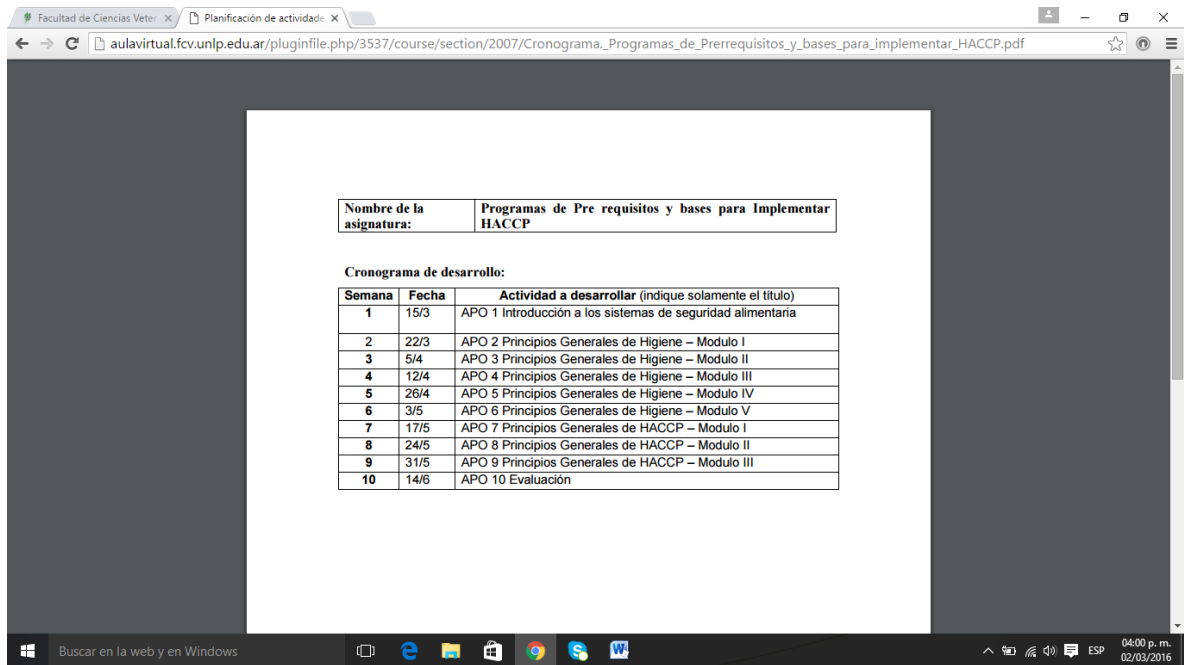 Facultad de Ciencias Veter
Planificación de actividade
aulavirtual.fcv.unlp.edu.ar/pluginfile.php/3537/course/section/2007/Cronograma._Programas_de_Prerrequisitos_y_bases_para_implementar_HACCP.pdf
Nombre de la asignatura: Programas de Pre requisitos y bases para Implementar HACCP
Cronograma de desarrollo:
Semana Fecha Actividad a desarrollar (indique solamente el título)
1 15/3 APO 1 Introducción a los sistemas de seguridad alimentaria
2 22/3 APO 2 Principios Generales de Higiene – Modulo I
3 5/4 APO 3 Principios Generales de Higiene – Modulo II
4 12/4 APO 4 Principios Generales de Higiene – Modulo III
5 26/4 APO 5 Principios Generales de Higiene – Modulo IV
6 3/5 APO 6 Principios Generales de Higiene – Modulo V
7 17/5 APO 7 Principios Generales de HACCP – Modulo I
8 24/5 APO 8 Principios Generales de HACCP – Modulo II
9 31/5 APO 9 Principios Generales de HACCP – Modulo III
10 14/6 APO 10 Evaluación
Buscar en la web y en Windows
ESP
04:00 p. m.
02/03/2016